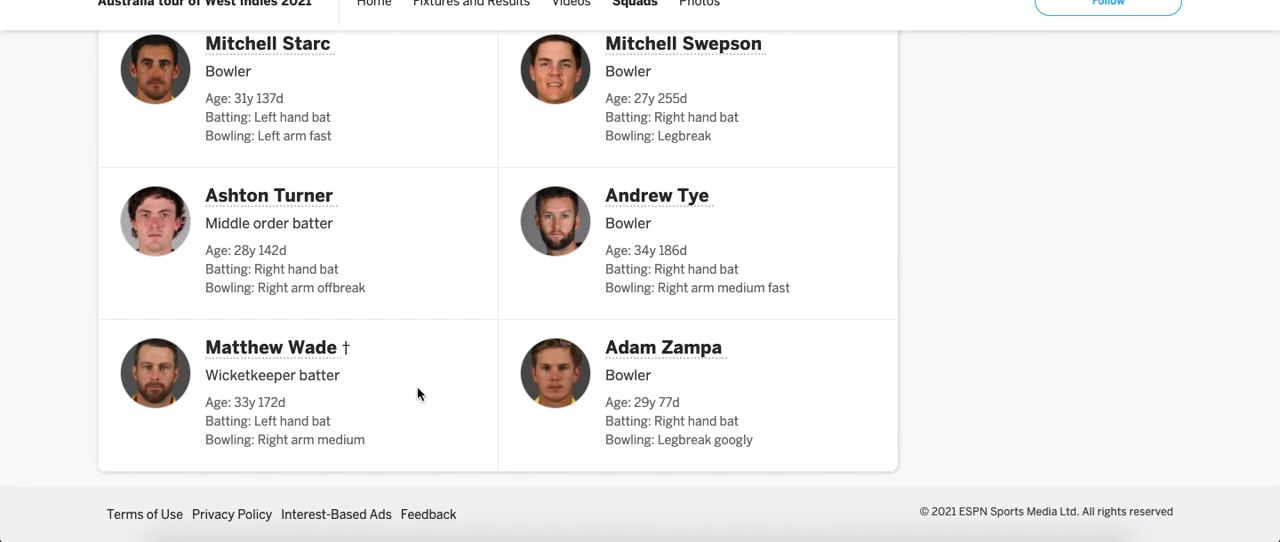 Australia tour of West Indies 2021
Home Fixtures and Results Videos Squads Photos
Follow
Mitchell Starc
Bowler
Age: 31y 137d
Batting: Left hand bat
Bowling: Left arm fast
Mitchell Swepson
Bowler
Age: 27y 255d
Batting: Right hand bat
Bowling: Legbreak
Ashton Turner
Middle order batter
Age: 28y 142d
Batting: Right hand bat
Bowling: Right arm offbreak
Andrew Tye
Bowler
Age: 34y 186d
Batting: Right hand bat
Bowling: Right arm medium fast
Matthew Wade †
Wicketkeeper batter
Age: 33y 172d
Batting: Left hand bat
Bowling: Right arm medium
Adam Zampa
Bowler
Age: 29y 77d
Batting: Right hand bat
Bowling: Legbreak googly
Terms of Use Privacy Policy Interest-Based Ads Feedback
© 2021 ESPN Sports Media Ltd. All rights reserved